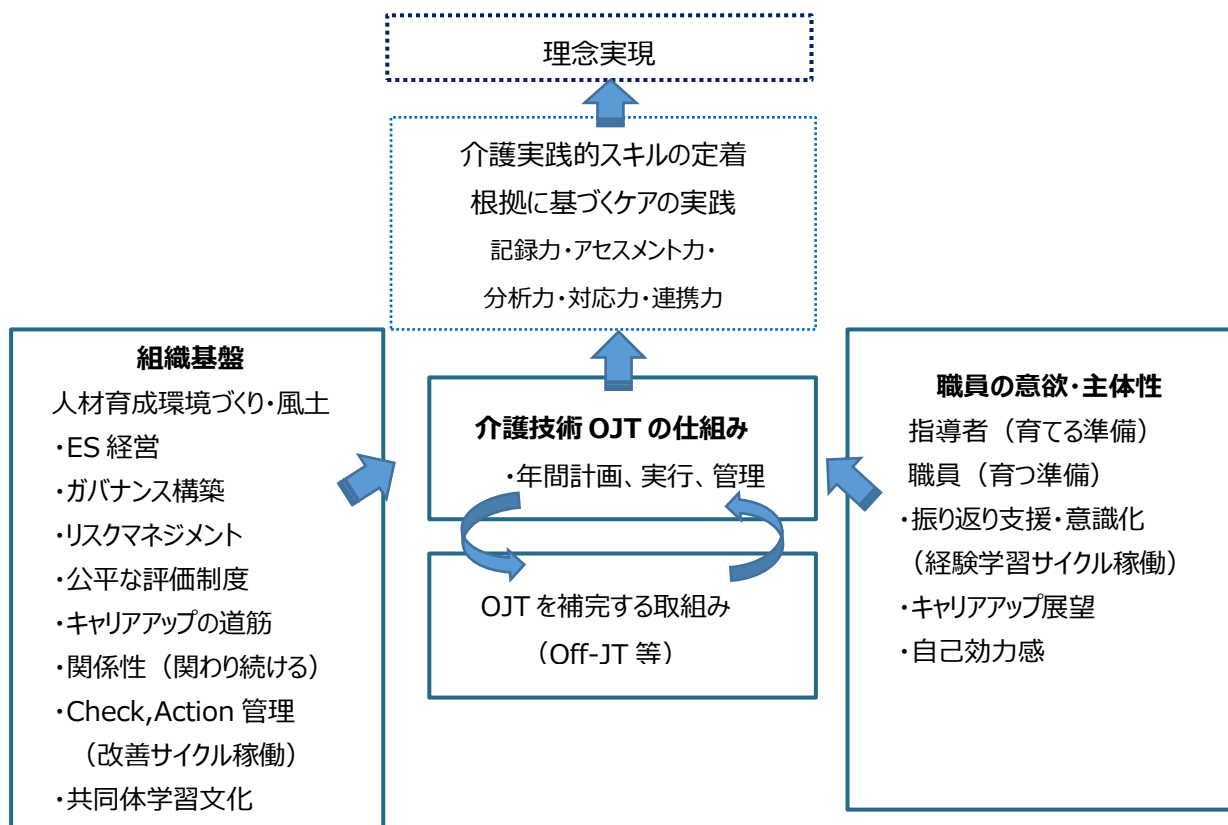 理念実現
介護実践的スキルの定着
根拠に基づくケアの実践
記録力・アセスメント力・
分析力・対応力・連携力
組織基盤
人材育成環境づくり・風土
・ES 経営
・ガバナンス構築
・リスクマネジメント
・公平な評価制度
・キャリアアップの道筋
・関係性（関わり続ける）
・Check,Action 管理
（改善サイクル稼働）
・共同体学習文化
介護技術 OJT の仕組み
・年間計画、実行、管理
OJT を補完する取組み
（Off-JT 等）
職員の意欲・主体性
指導者（育てる準備）
職員（育つ準備）
・振り返り支援・意識化
（経験学習サイクル稼働）
・キャリアアップ展望
・自己効力感